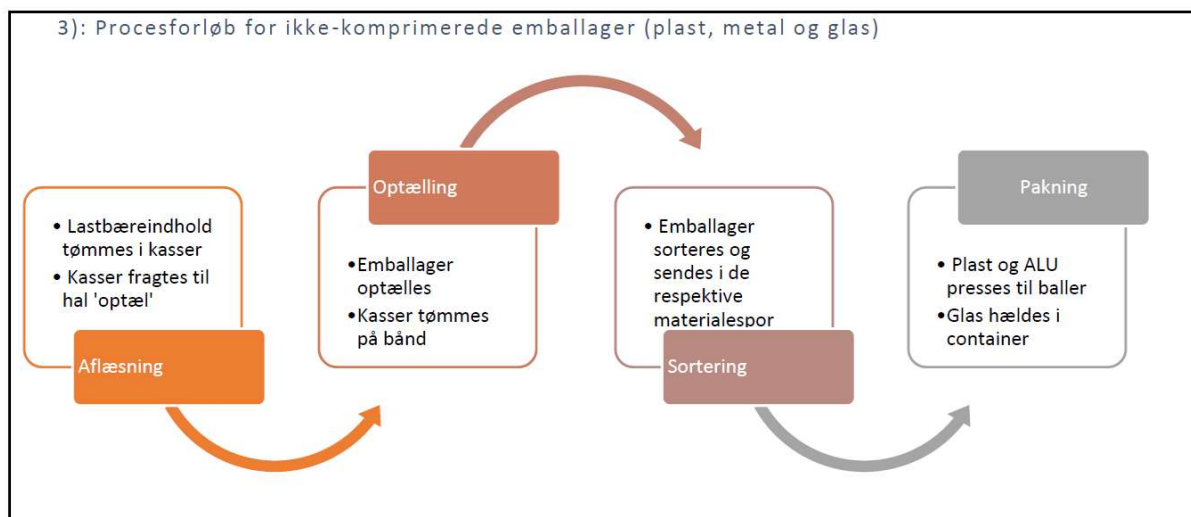 3): Procesforløb for ikke-komprimerede emballager (plast, metal og glas)
• Lastbæreindhold
tømmes i kasser
• Kasser fragtes til
hal 'optæl'
Aflæsning
Optælling
•Emballager
optælles
•Kasser tømmes
på bånd
• Emballager
sorteres og
sendes i de
respektive
materialespor
Sortering
Pakning
• Plast og ALU
presses til baller
•Glas hældes i
container